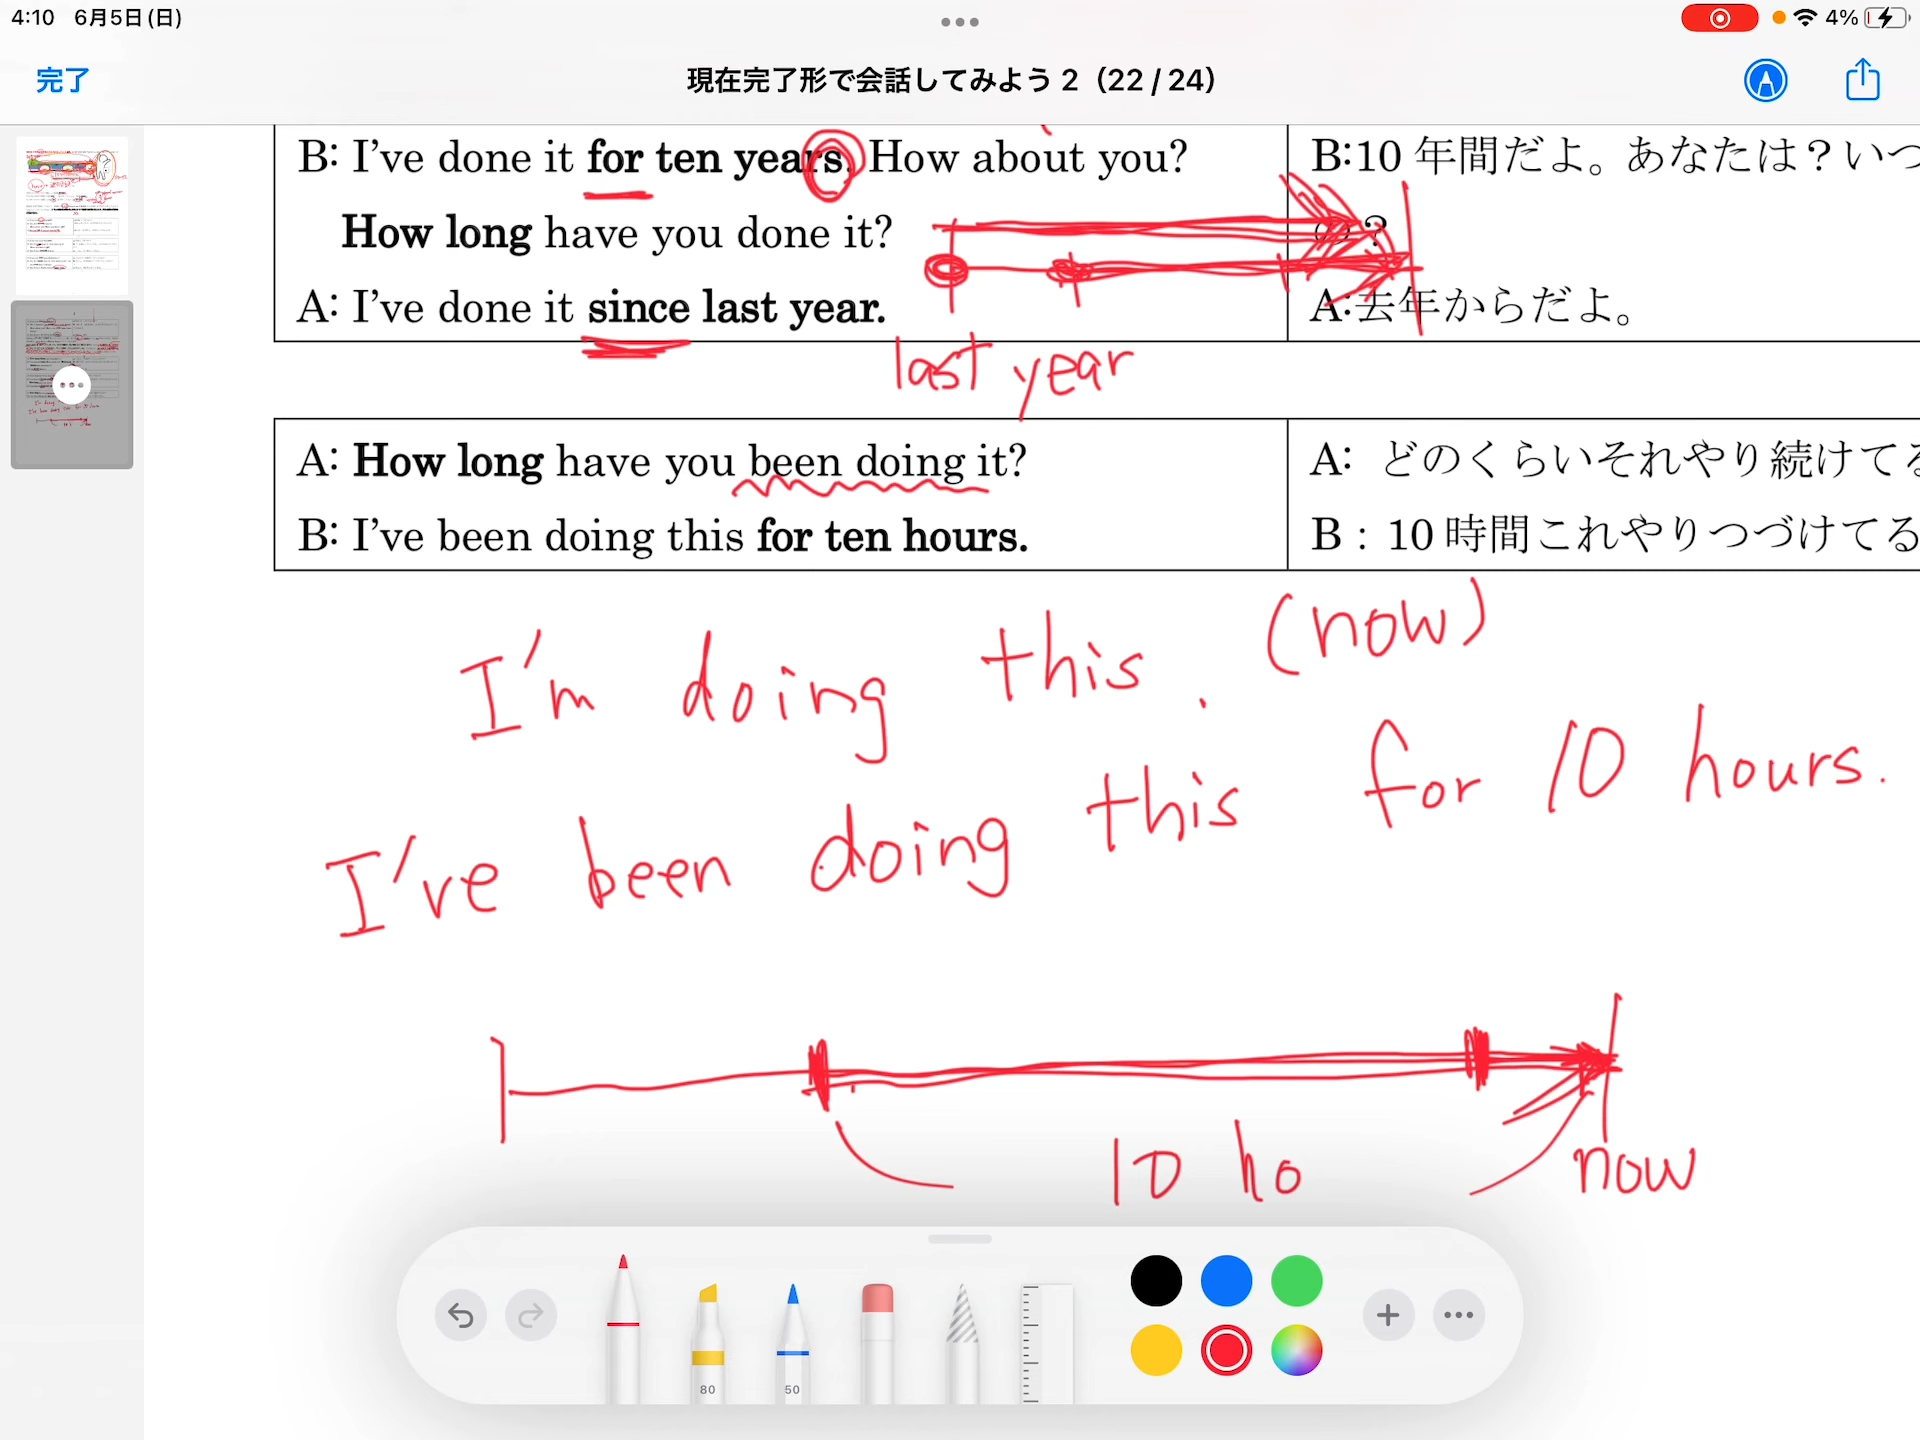 4:10 6月5日(日)
4%
完了
現在完了形で会話してみよう 2(22 / 24)
B: I've done it for ten years. How about you?
How long have you done it?
A: I've done it since last year.
B:10 年間だよ。あなたは?いつ
の?
A:去年からだよ。
last year
A: How long have you been doing it?
B: I've been doing this for ten hours.
A: どのくらいそれやり続けてる
B : 10 時間これやりつづけてる
I'm doing this. (now)
I've been doing this for 10 hours.
10 ho
now
80
50